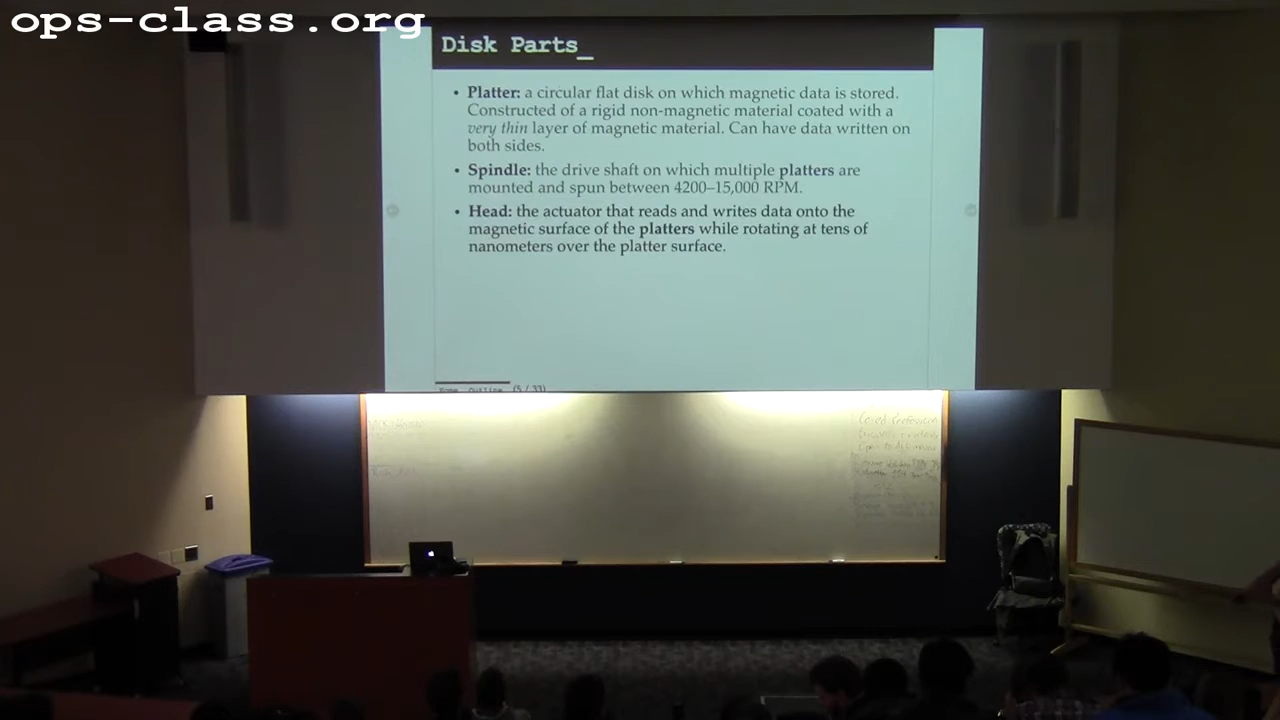 ops-class.org
Disk Parts_
• Platter: a circular flat disk on which magnetic data is stored.
Constructed of a rigid non-magnetic material coated with a
very thin layer of magnetic material. Can have data written on
both sides.
• Spindle: the drive shaft on which multiple platters are
mounted and spun between 4200–15,000 RPM.
• Head: the actuator that reads and writes data onto the
magnetic surface of the platters while rotating at tens of
nanometers over the platter surface.
Home Outline (5 / 33)